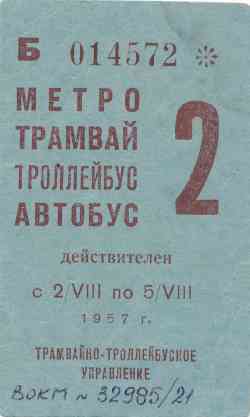 Б 014572 *
МЕТРО
ТРАМВАЙ
ТРОЛЛЕЙБУС
АВТОБУС
2
действителен
с 2/VIII по 5/VIII
1957 г.
ТРАМВАЙНО-ТРОЛЛЕЙБУСНОЕ
УПРАВЛЕНИЕ
ВОКМ N 32985/21